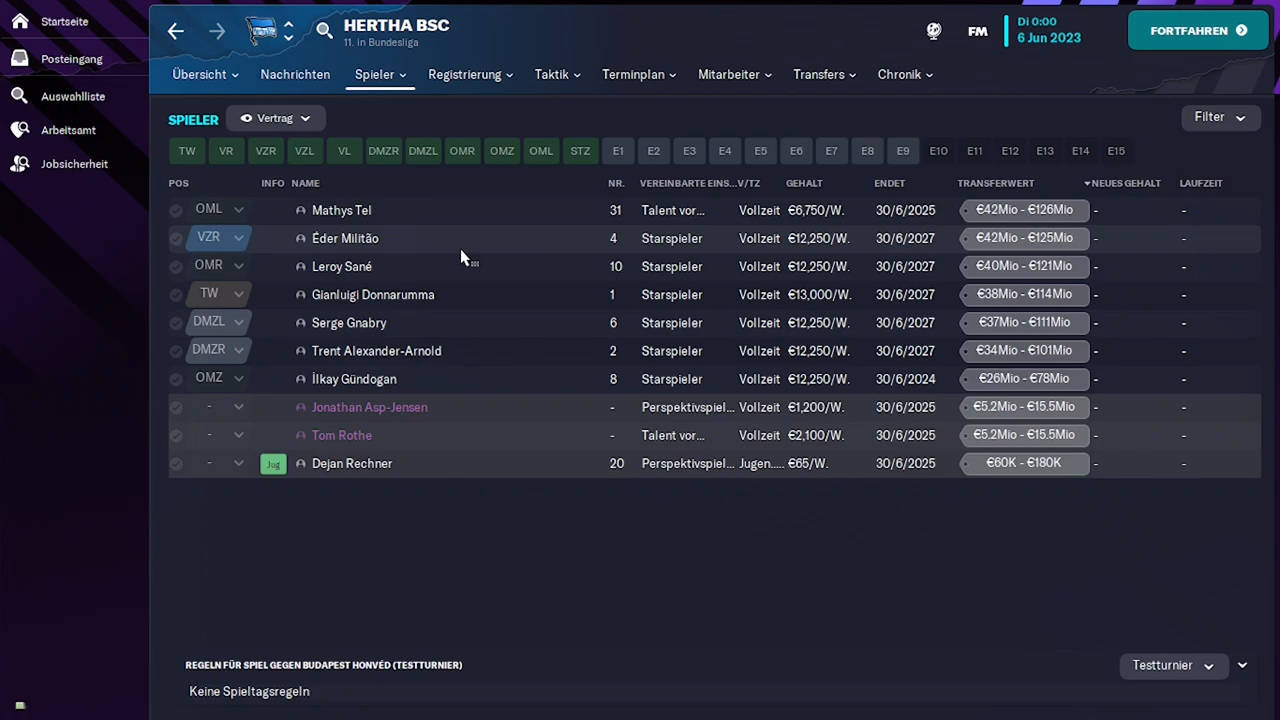 Startseite
Posteingang
Auswahlliste
Arbeitsamt
Jobsicherheit
HERTHA BSC
11. in Bundesliga
FM
Di 0:00
6 Jun 2023
FORTFAHREN
Übersicht Nachrichten Spieler Registrierung Taktik Terminplan Mitarbeiter Transfers Chronik
SPIELER Vertrag Filter
TW VR VZR VZL VL DMZR DMZL OMR OMZ OML STZ E1 E2 E3 E4 E5 E6 E7 E8 E9 E10 E11 E12 E13 E14 E15
POS INFO NAME NR. VEREINBARTE EINS... V/TZ GEHALT ENDET TRANSFERWERT NEUES GEHALT LAUFZEIT
OML Mathys Tel 31 Talent vor... Vollzeit €6,750/W. 30/6/2025 €42Mio - €126Mio - -
VZR Éder Militão 4 Starspieler Vollzeit €12,250/W. 30/6/2027 €42Mio - €125Mio - -
OMR Leroy Sané 10 Starspieler Vollzeit €12,250/W. 30/6/2027 €40Mio - €121Mio - -
TW Gianluigi Donnarumma 1 Starspieler Vollzeit €13,000/W. 30/6/2027 €38Mio - €114Mio - -
DMZL Serge Gnabry 6 Starspieler Vollzeit €12,250/W. 30/6/2027 €37Mio - €111Mio - -
DMZR Trent Alexander-Arnold 2 Starspieler Vollzeit €12,250/W. 30/6/2027 €34Mio - €101Mio - -
OMZ İlkay Gündogan 8 Starspieler Vollzeit €12,250/W. 30/6/2024 €26Mio - €78Mio - -
- Jonathan Asp-Jensen - Perspektivspiel... Vollzeit €1,200/W. 30/6/2025 €5.2Mio - €15.5Mio - -
- Tom Rothe - Talent vor... Vollzeit €2,100/W. 30/6/2025 €5.2Mio - €15.5Mio - -
- Jug Dejan Rechner 20 Perspektivspiel... Jugen..... €65/W. 30/6/2025 €60K - €180K - -
REGELN FÜR SPIEL GEGEN BUDAPEST HONVÉD (TESTTURNIER) Testturnier
Keine Spieltagsregeln